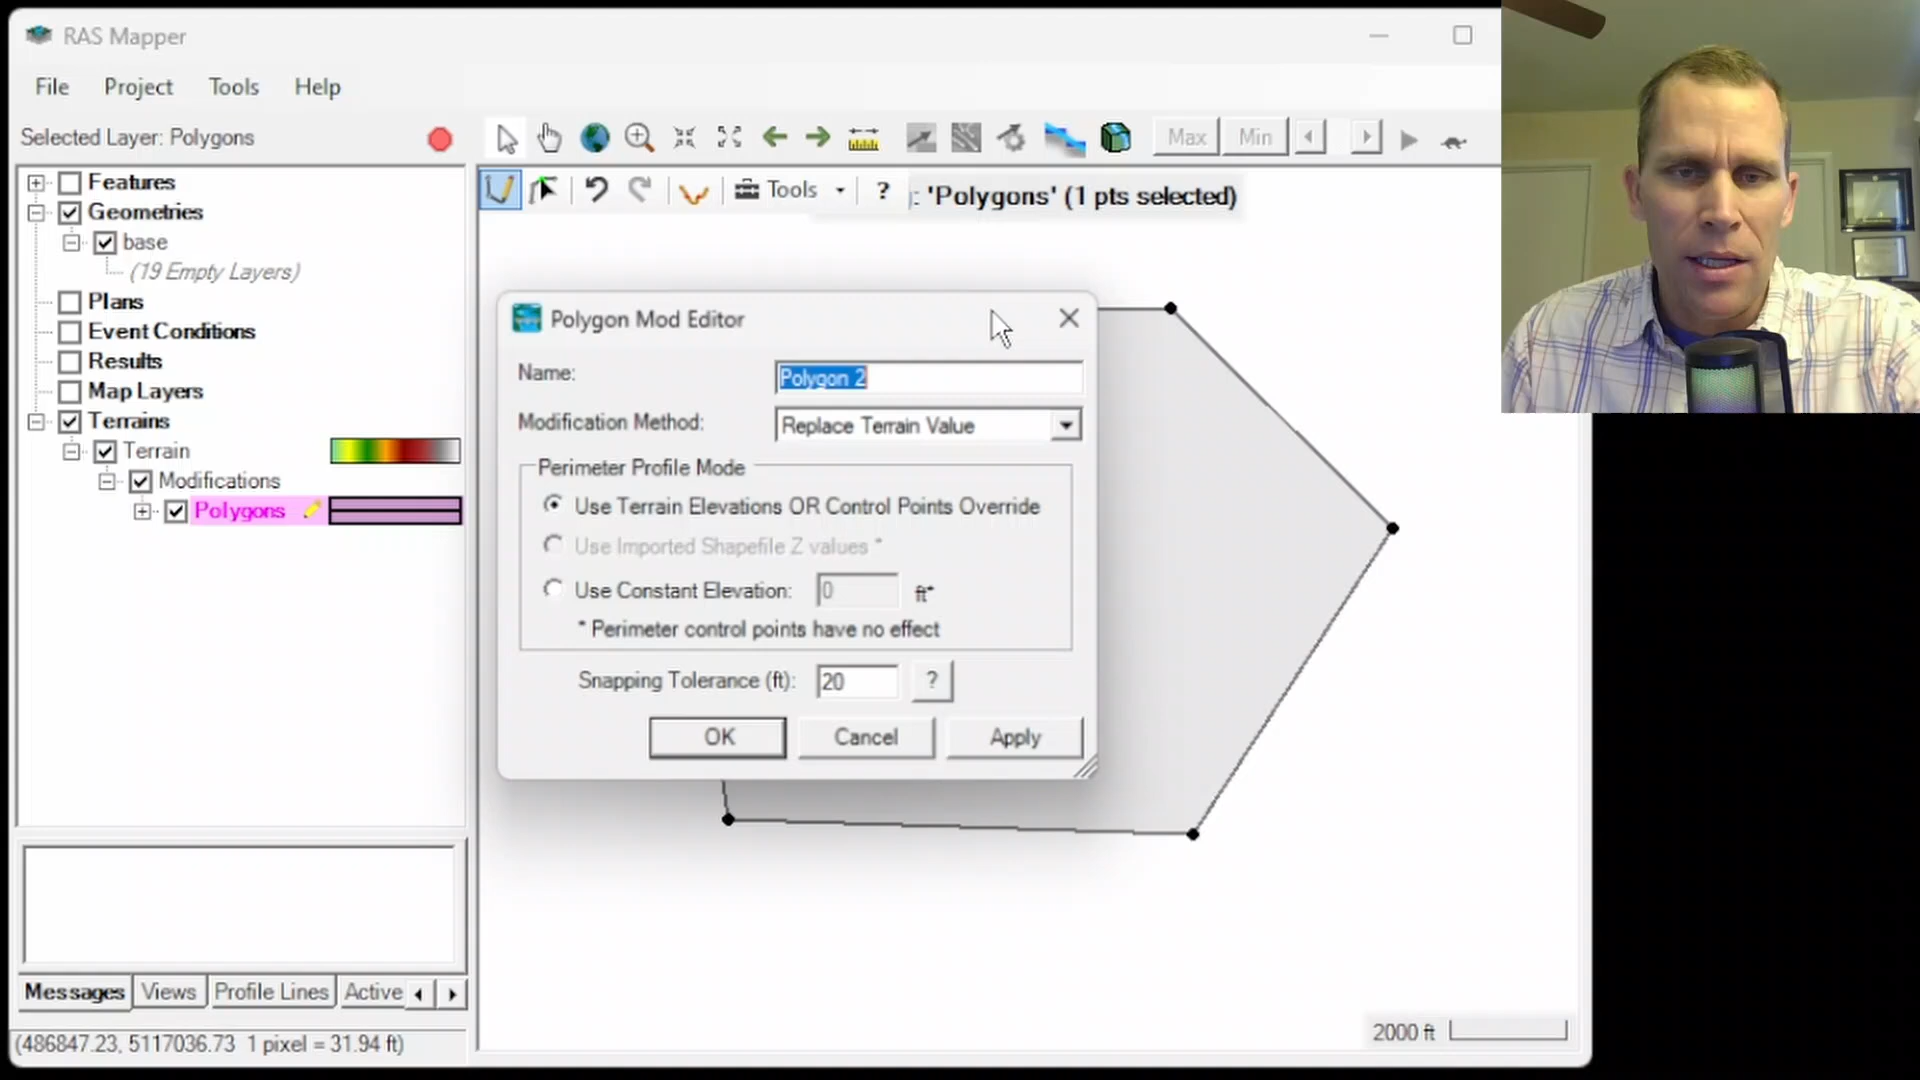 RAS Mapper
File Project Tools Help
Selected Layer: Polygons
Max Min
Features
Geometries
base
(19 Empty Layers)
Plans
Event Conditions
Results
Map Layers
Terrains
Terrain
Modifications
Polygons
Tools ?
: 'Polygons' (1 pts selected)
Polygon Mod Editor
Name: Polygon 2
Modification Method: Replace Terrain Value
Perimeter Profile Mode
Use Terrain Elevations OR Control Points Override
Use Imported Shapefile Z values *
Use Constant Elevation: 0 ft*
* Perimeter control points have no effect
Snapping Tolerance (ft): 20 ?
OK Cancel Apply
Messages Views Profile Lines Active
(486847.23, 5117036.73 1 pixel = 31.94 ft)
2000 ft